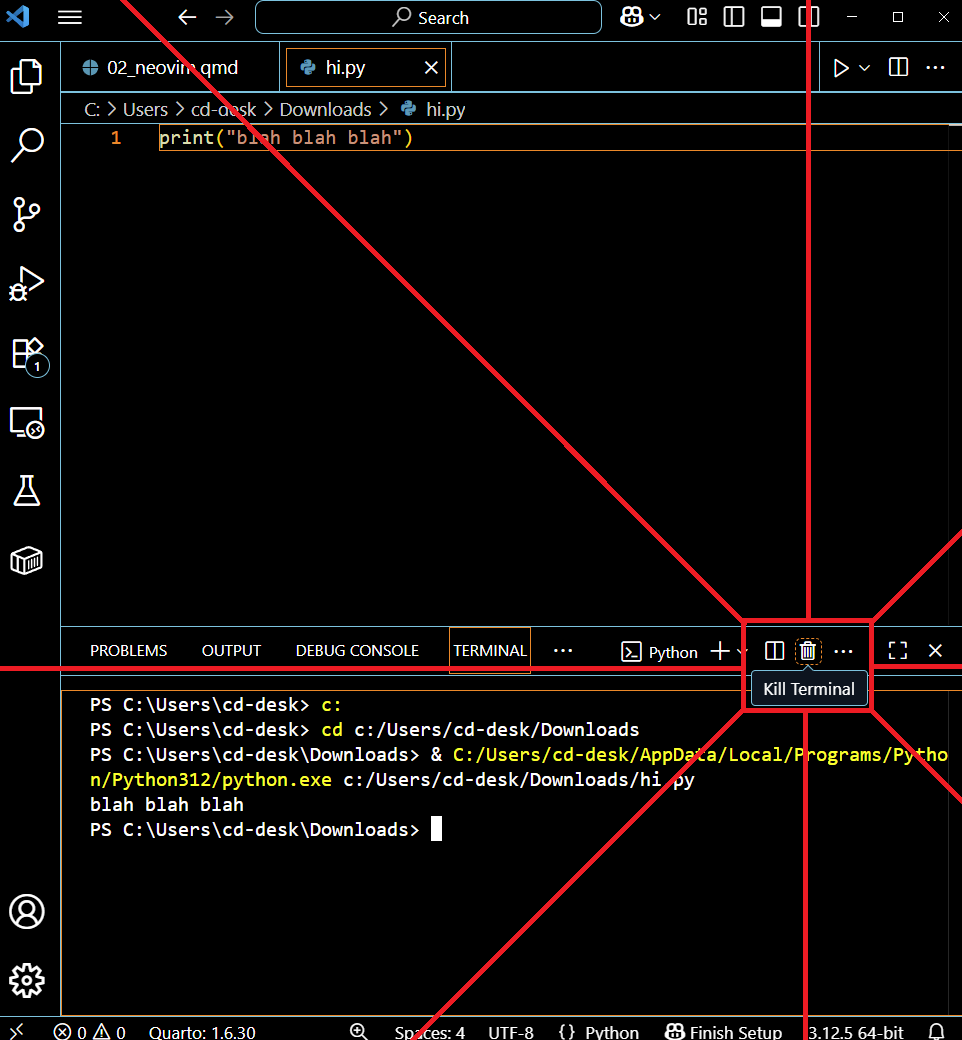 Search
02_neovim.qmd
hi.py
C: > Users > cd-desk > Downloads > hi.py
1 print("blah blah blah")
1
PROBLEMS OUTPUT DEBUG CONSOLE TERMINAL ... Python
Kill Terminal
PS C:\Users\cd-desk> c:
PS C:\Users\cd-desk> cd c:/Users/cd-desk/Downloads
PS C:\Users\cd-desk\Downloads> & C:/Users/cd-desk/AppData/Local/Programs/Pytho
n/Python312/python.exe c:/Users/cd-desk/Downloads/hi.py
blah blah blah
PS C:\Users\cd-desk\Downloads>
0 0 Quarto: 1.6.30 Spaces: 4 UTF-8 {} Python Finish Setup 3.12.5 64-bit